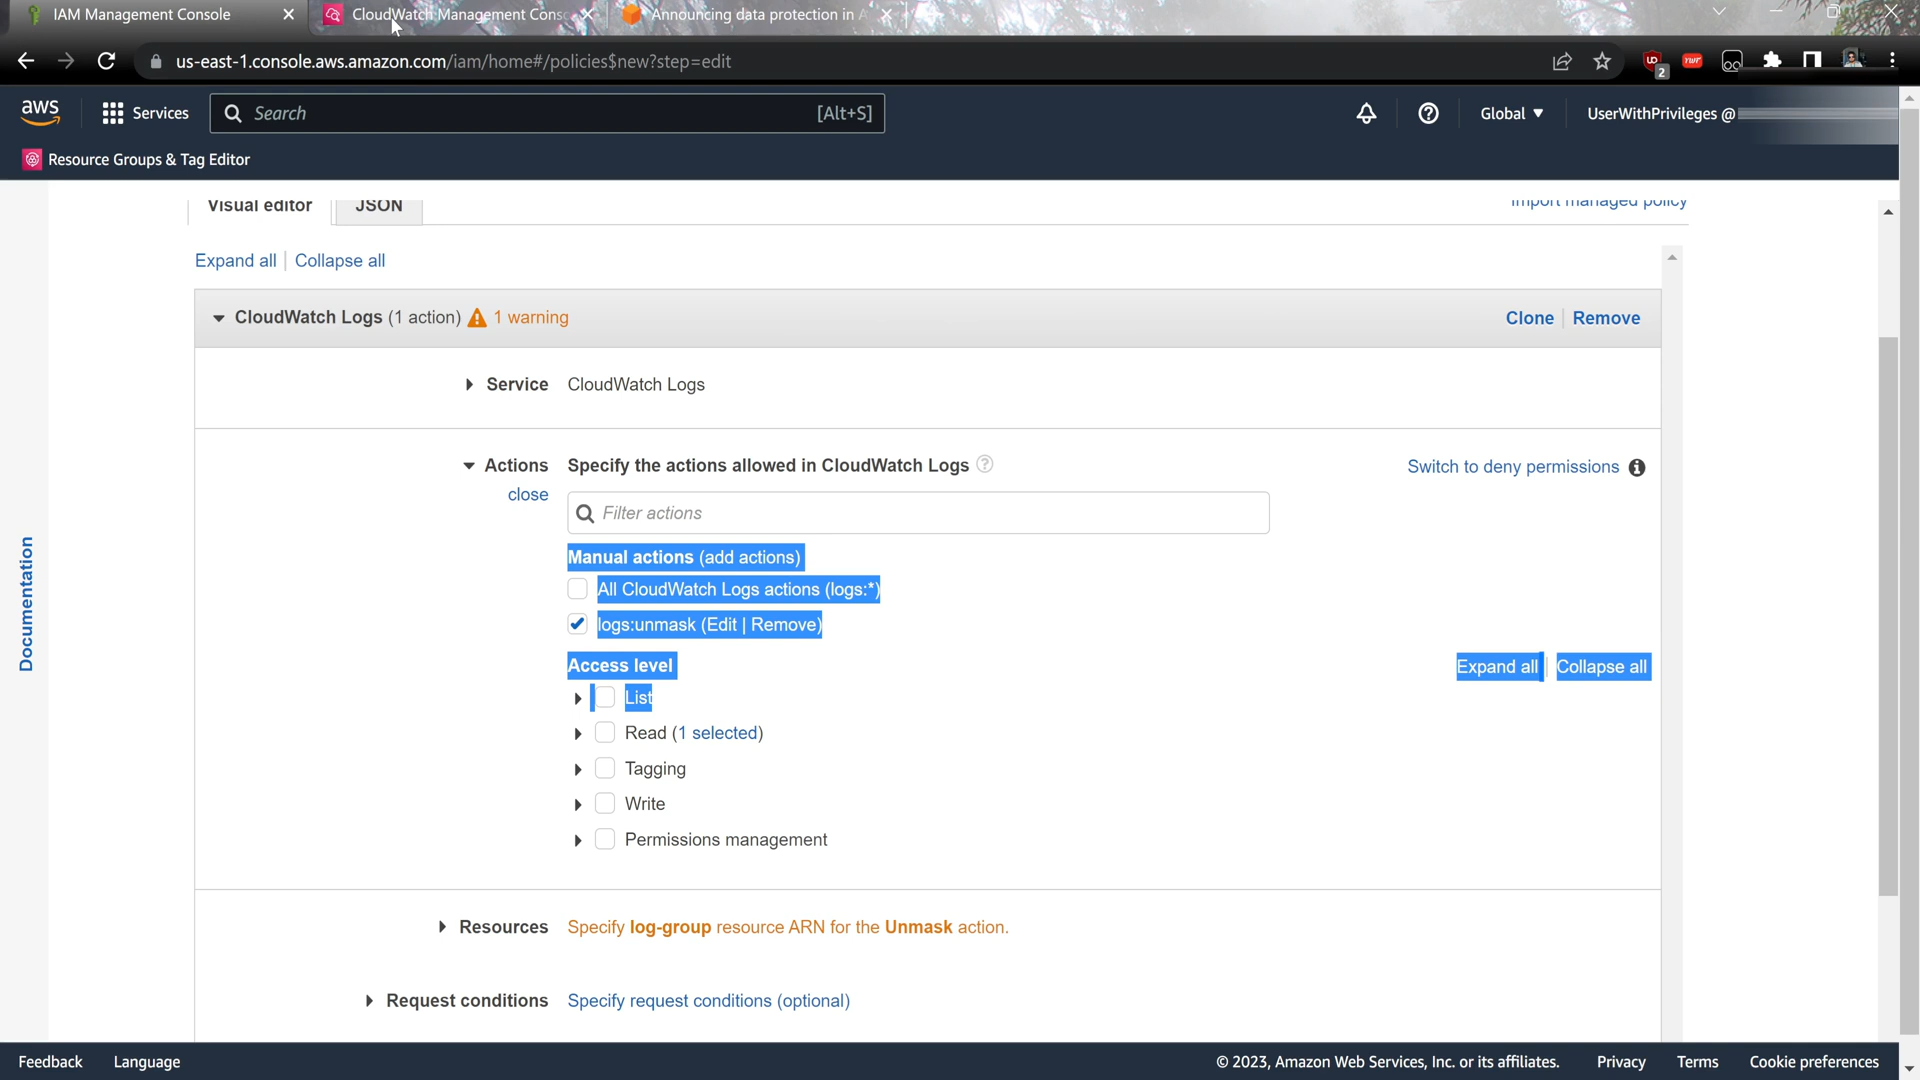 IAM Management Console
CloudWatch Management Cons
Announcing data protection in A
us-east-1.console.aws.amazon.com/iam/home#/policies$new?step=edit
2
aws
Services
Search
[Alt+S]
Global
UserWithPrivileges @
Resource Groups & Tag Editor
Visual editor
JSON
Import managed policy
Expand all
Collapse all
CloudWatch Logs (1 action) 1 warning
Clone
Remove
Service CloudWatch Logs
Actions Specify the actions allowed in CloudWatch Logs
Switch to deny permissions
close
Filter actions
Manual actions (add actions)
All CloudWatch Logs actions (logs:*)
logs:unmask (Edit | Remove)
Access level
Expand all
Collapse all
List
Read (1 selected)
Tagging
Write
Permissions management
Documentation
Resources Specify log-group resource ARN for the Unmask action.
Request conditions Specify request conditions (optional)
Feedback
Language
© 2023, Amazon Web Services, Inc. or its affiliates.
Privacy
Terms
Cookie preferences